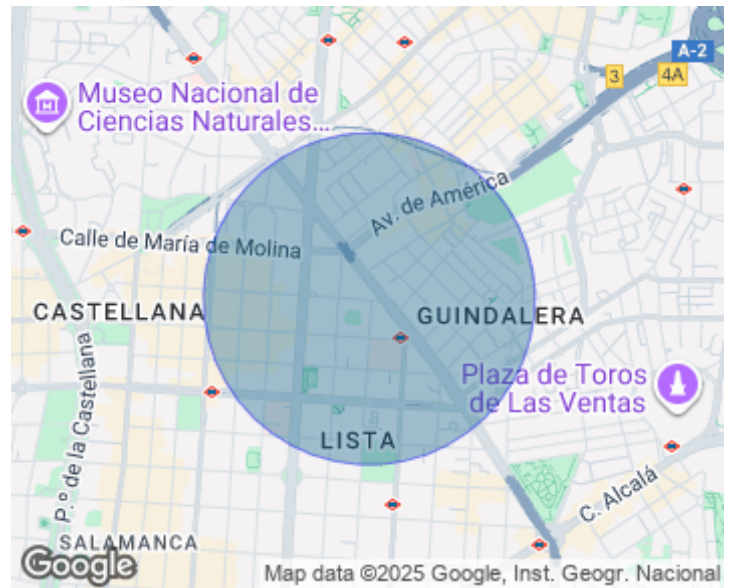 A-2
3
4A
Museo Nacional de
Ciencias Naturales...
Av. de América
Calle de María de Molina
CASTELLANA
GUINDALERA
P.º de la Castellana
Plaza de Toros
de Las Ventas
LISTA
C. Alcalá
SALAMANCA
Google
Map data ©2025 Google, Inst. Geogr. Nacional